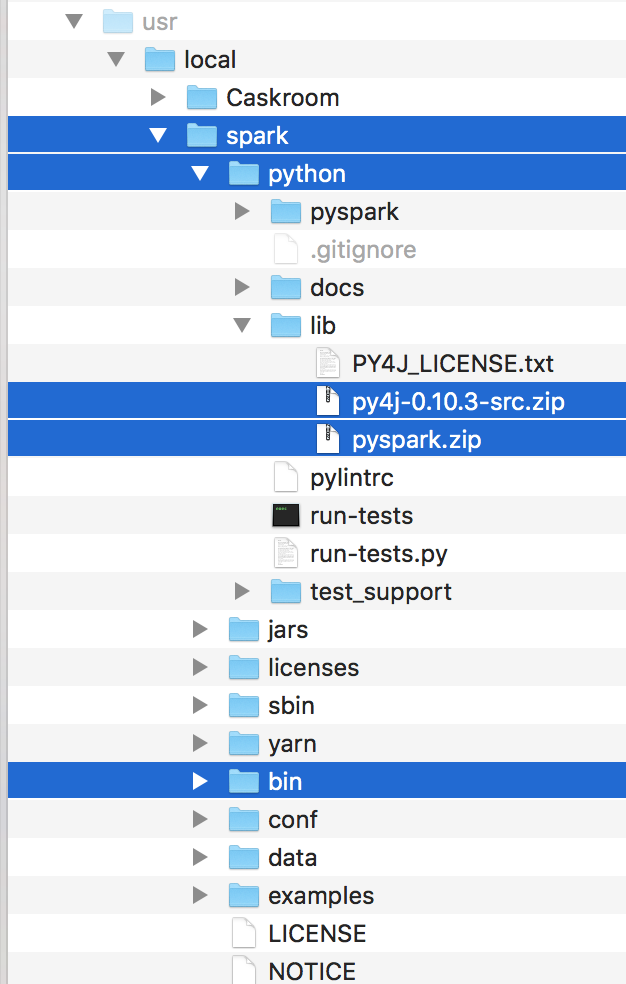 usr
local
Caskroom
spark
python
pyspark
.gitignore
docs
lib
PY4J_LICENSE.txt
py4j-0.10.3-src.zip
pyspark.zip
pylintrc
run-tests
run-tests.py
test_support
jars
licenses
sbin
yarn
bin
conf
data
examples
LICENSE
NOTICE